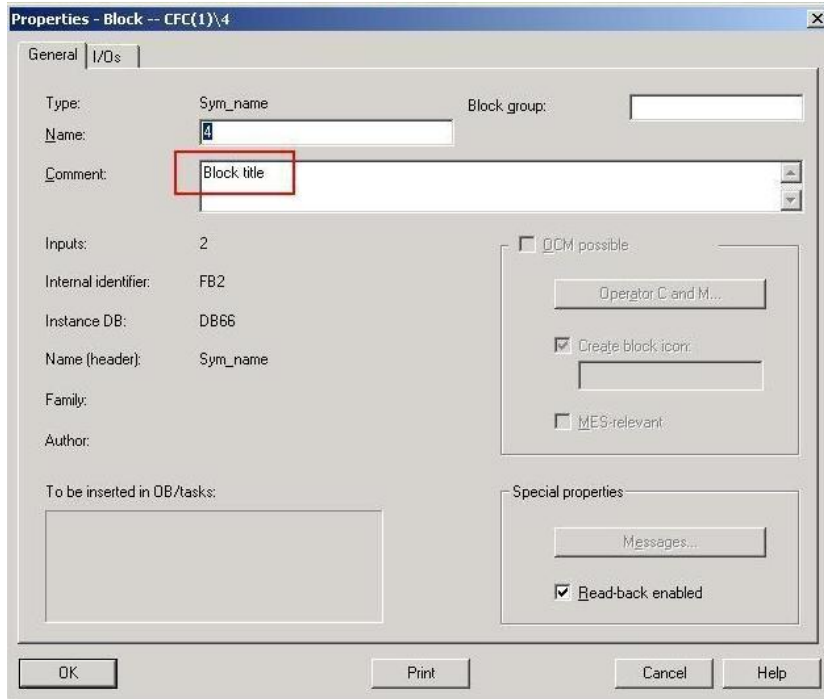 Properties - Block -- CFC(1)\4
General
I/Os
Type:
Sym_name
Block group:
Name:
4
Comment:
Block title
Inputs:
2
OCM possible
Internal identifier:
FB2
Operator C and M...
Instance DB:
DB66
Name (header):
Sym_name
Create block icon:
Family:
MES-relevant
Author:
To be inserted in OB/tasks:
Special properties
Messages...
Read-back enabled
OK
Print
Cancel
Help